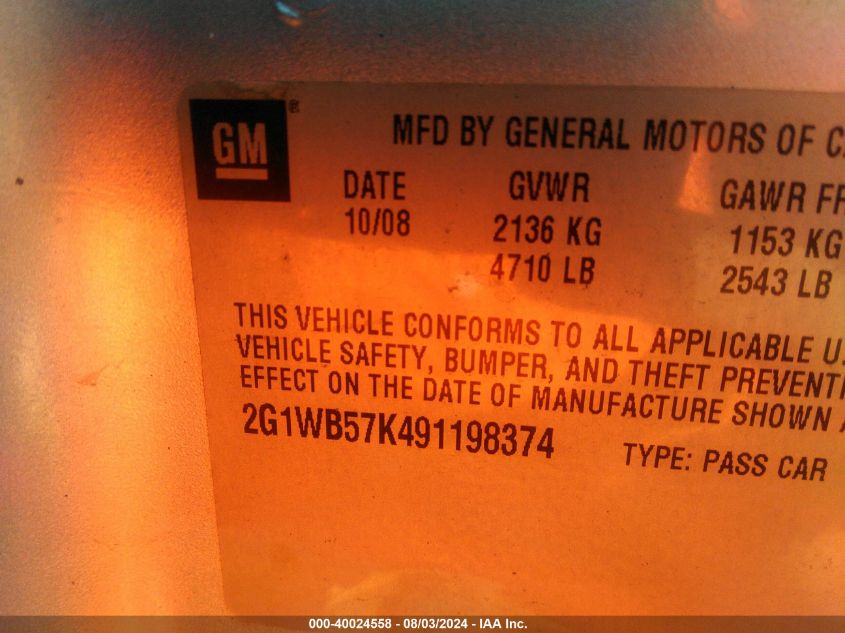 GM ®
MFD BY GENERAL MOTORS OF
DATE GVWR GAWR
10/08 2136 KG 1153 KG
4710 LB 2543 LB
THIS VEHICLE CONFORMS TO ALL APPLICABLE
VEHICLE SAFETY, BUMPER, AND THEFT
EFFECT ON THE DATE OF MANUFACTURE SHOWN
2G1WB57K491198374 TYPE: PASS CAR
000-40024558 - 08/03/2024 - IAA Inc.